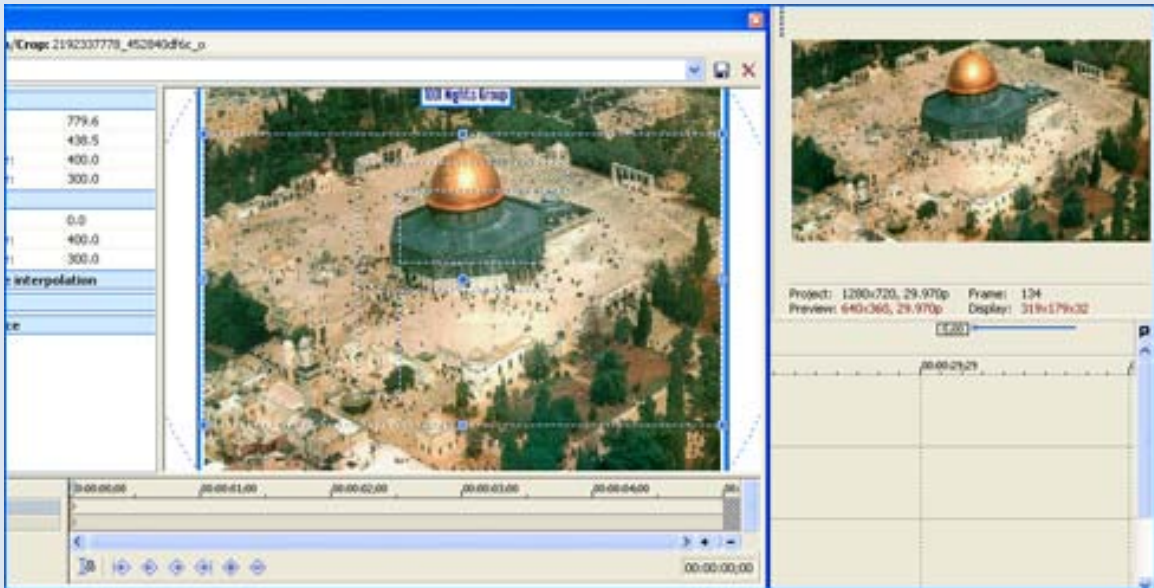 /Crop: 2192337778_452840df6c_o
1001 Nights Group
779.6
438.5
400.0
300.0
0.0
400.0
300.0
e interpolation
ce
Project: 1280x720, 29.970p Frame: 134
Preview: 640x360, 29.970p Display: 319x179x32
5.00
00:00:29;29
00:00:00;00 00:00:01;00 00:00:02;00 00:00:03;00 00:00:04;00 00:
00:00:00;00